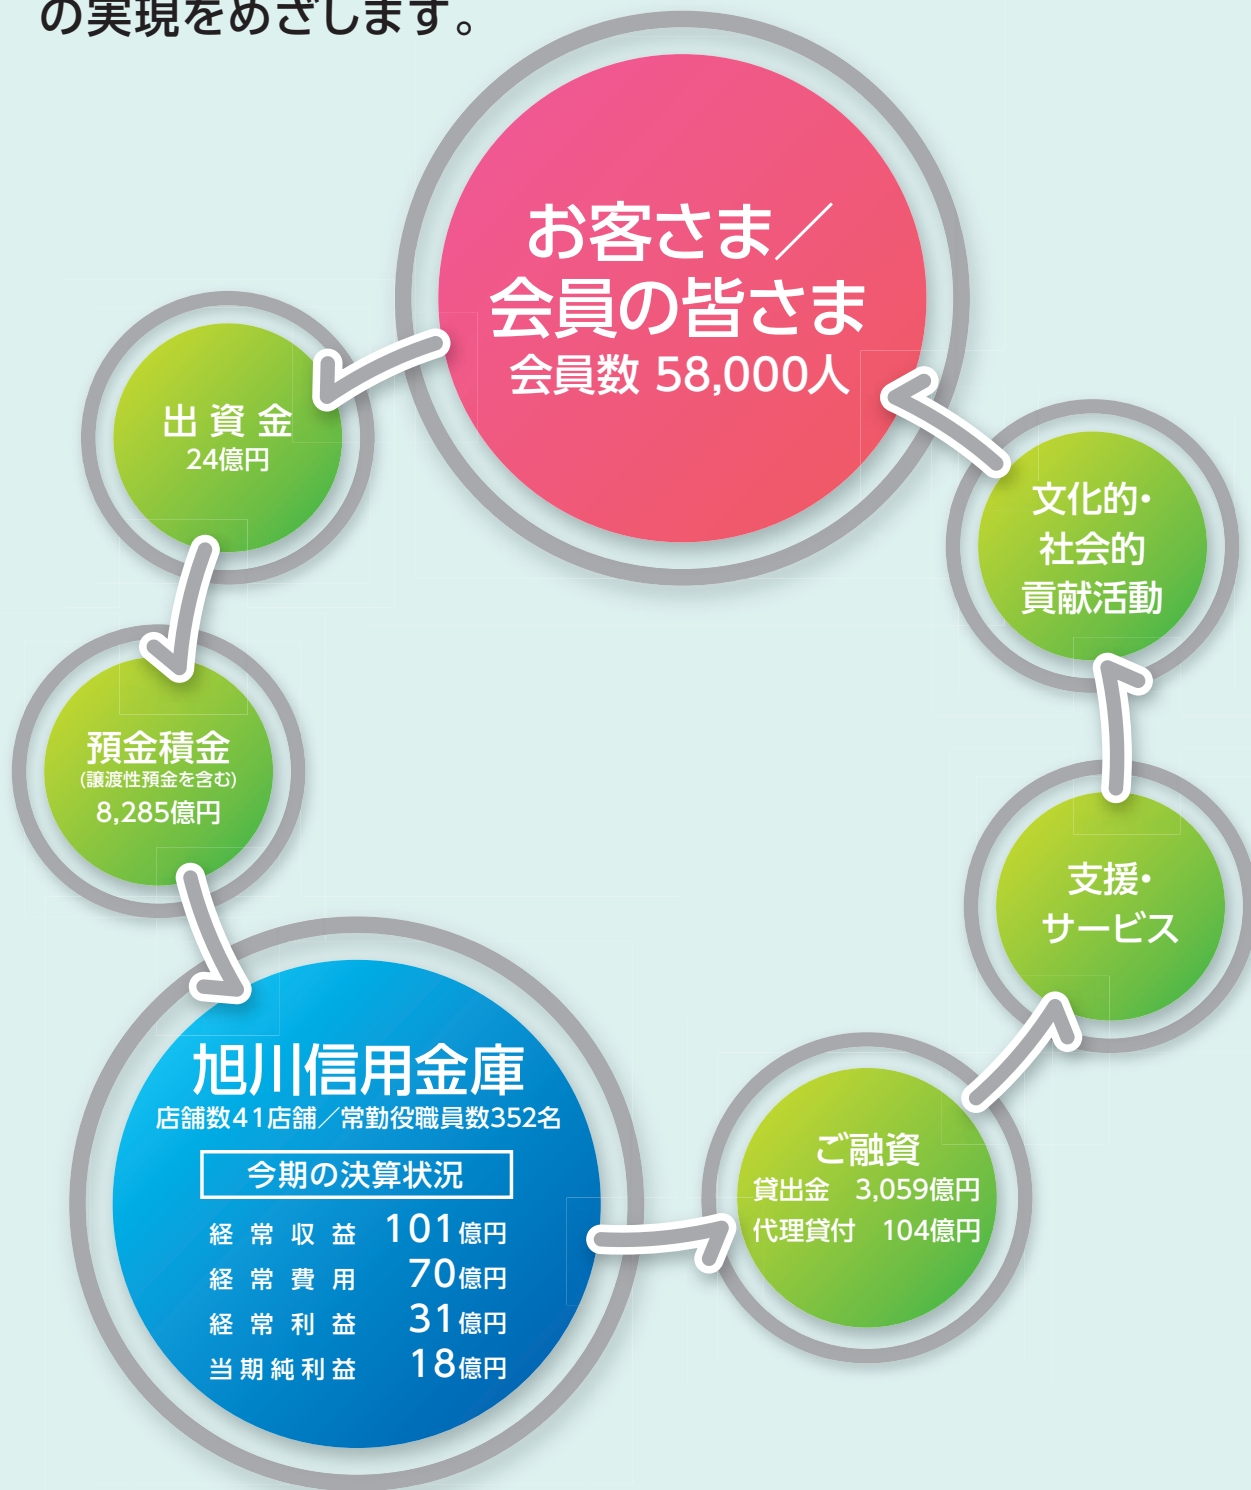 の実現をめざします。
お客さま／
会員の皆さま
会員数 58,000人
出資金
24億円
預金積金
(譲渡性預金を含む)
8,285億円
旭川信用金庫
店舗数41店舗／常勤役職員数352名
今期の決算状況
経常収益 101億円
経常費用 70億円
経常利益 31億円
当期純利益 18億円
ご融資
貸出金 3,059億円
代理貸付 104億円
支援・
サービス
文化的・
社会的
貢献活動